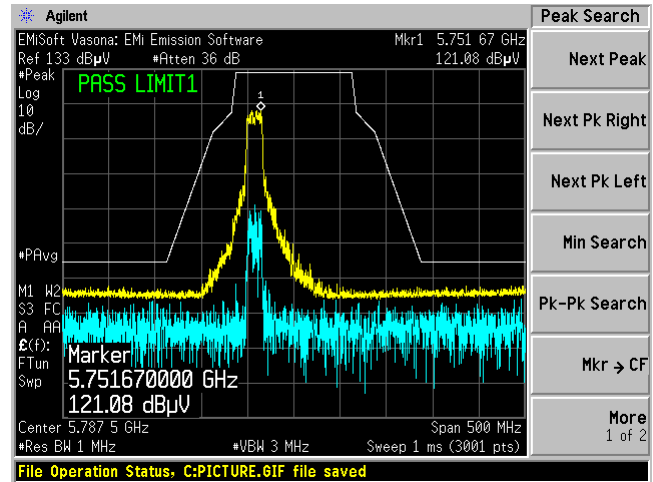 Agilent
Peak Search
EMiSoft Vasona: EMi Emission Software
Mkr1 5.751 67 GHz
Ref 133 dBµV #Atten 36 dB 121.08 dBµV
#Peak
Log
10
dB/
PASS LIMIT1
1
#PAvg
M1 W2
S3 FC
A AA
£(f):
FTun
Swp
Marker
5.751670000 GHz
121.08 dBµV
Center 5.787 5 GHz Span 500 MHz
#Res BW 1 MHz #VBW 3 MHz Sweep 1 ms (3001 pts)
File Operation Status, C:PICTURE.GIF file saved
Next Peak
Next Pk Right
Next Pk Left
Min Search
Pk-Pk Search
Mkr → CF
More
1 of 2